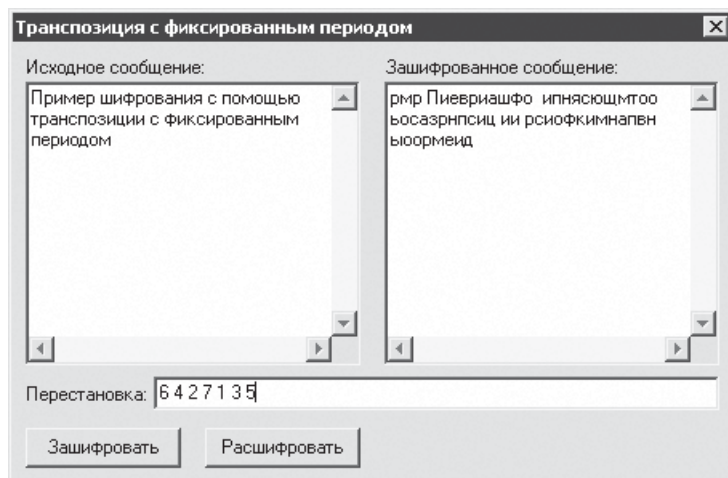 Транспозиция с фиксированным периодом
Исходное сообщение:
Пример шифрования с помощью
транспозиции с фиксированным
периодом
Зашифрованное сообщение:
рмр Пиевриашфо  ипнясющмтоо
ьосазрнпсиц ии рсиофкимнапвн
ыоормеид
Перестановка: 6 4 2 7 1 3 5
Зашифровать
Расшифровать